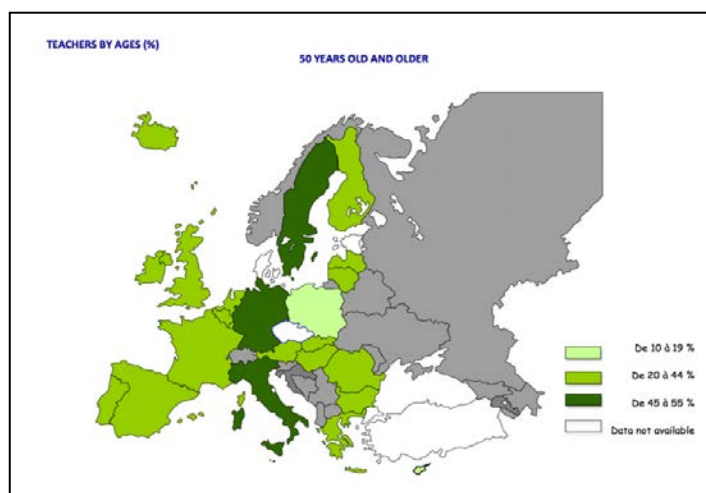 TEACHERS BY AGES (%)
50 YEARS OLD AND OLDER
De 10 à 19 %
De 20 à 44 %
De 45 à 55 %
Data not available